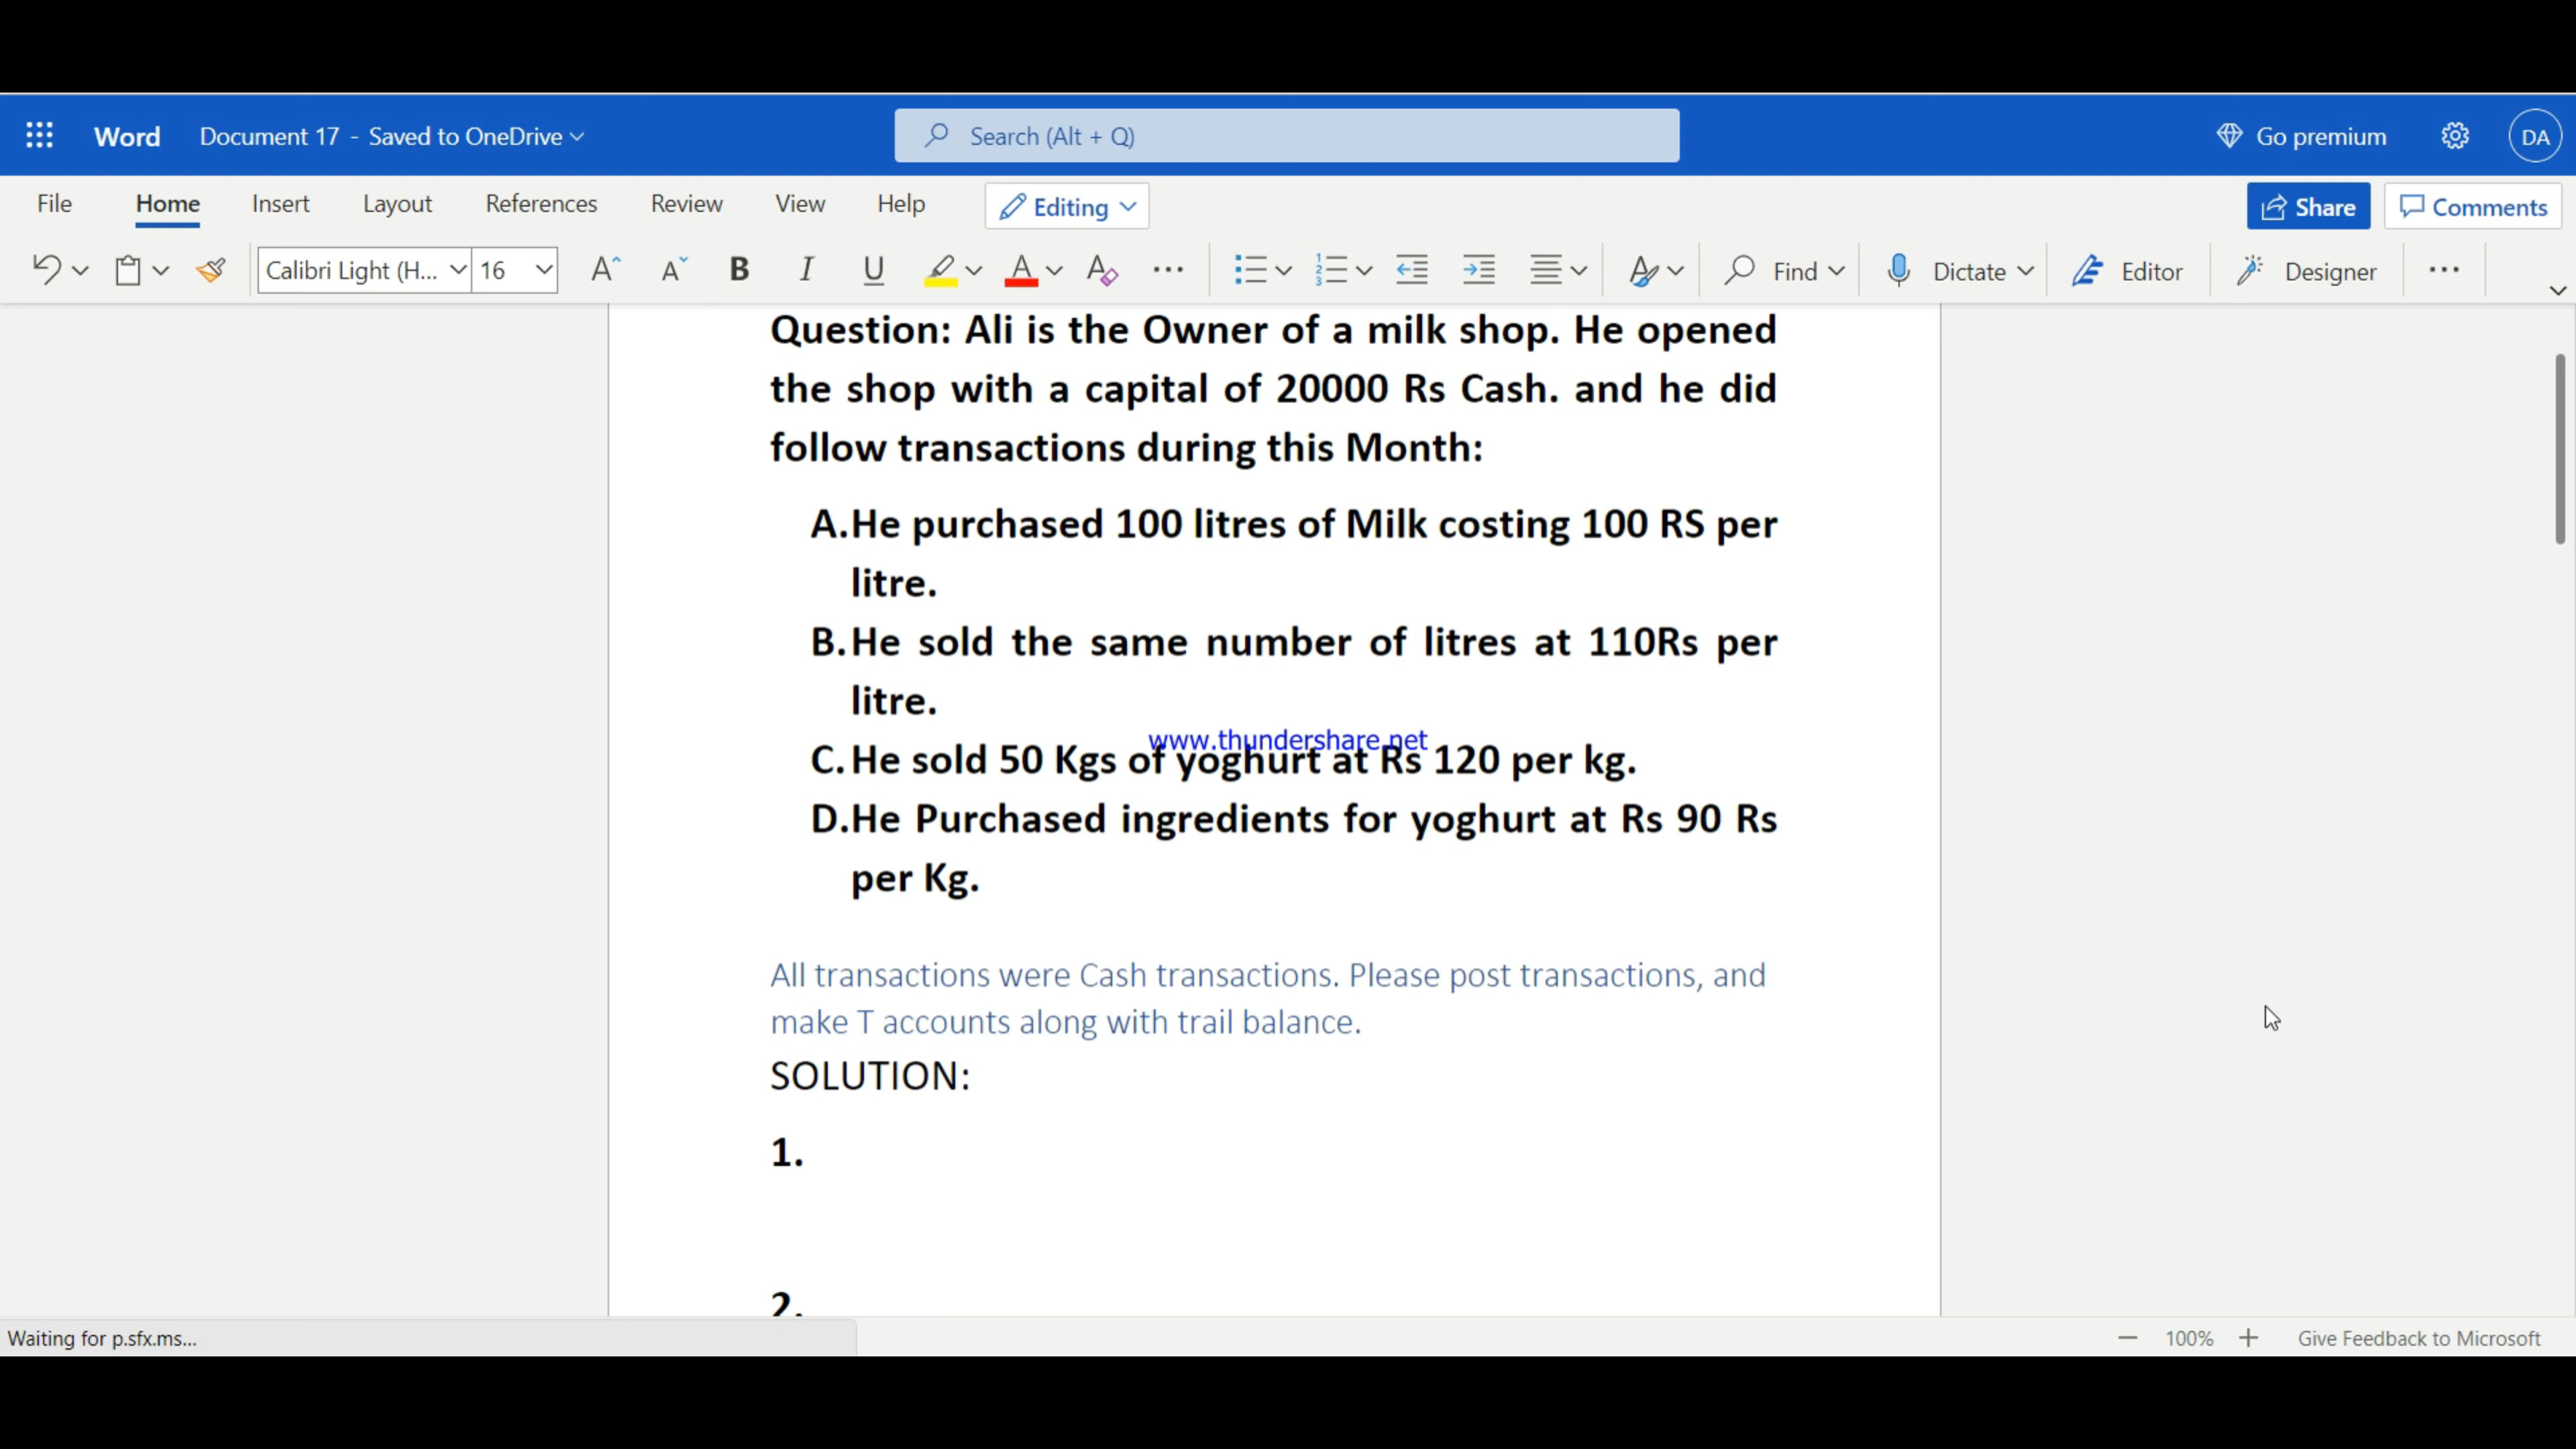 Word Document 17 - Saved to OneDrive Search (Alt + Q) Go premium DA
File Home Insert Layout References Review View Help Editing Share Comments
Calibri Light (H... 16 A A B I U A A ... Find Dictate Editor Designer ...
Question: Ali is the Owner of a milk shop. He opened
the shop with a capital of 20000 Rs Cash. and he did
follow transactions during this Month:
A.He purchased 100 litres of Milk costing 100 RS per
litre.
B.He sold the same number of litres at 110Rs per
litre.
www.thundershare.net
C.He sold 50 Kgs of yoghurt at Rs 120 per kg.
D.He Purchased ingredients for yoghurt at Rs 90 Rs
per Kg.
All transactions were Cash transactions. Please post transactions, and
make T accounts along with trail balance.
SOLUTION:
1.
2.
Waiting for p.sfx.ms... 100% Give Feedback to Microsoft